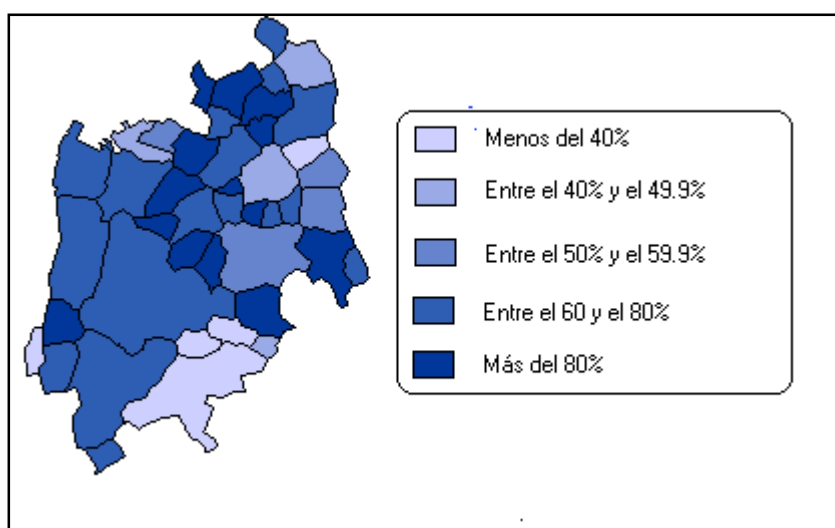 Menos del 40%
Entre el 40% y el 49.9%
Entre el 50% y el 59.9%
Entre el 60 y el 80%
Más del 80%